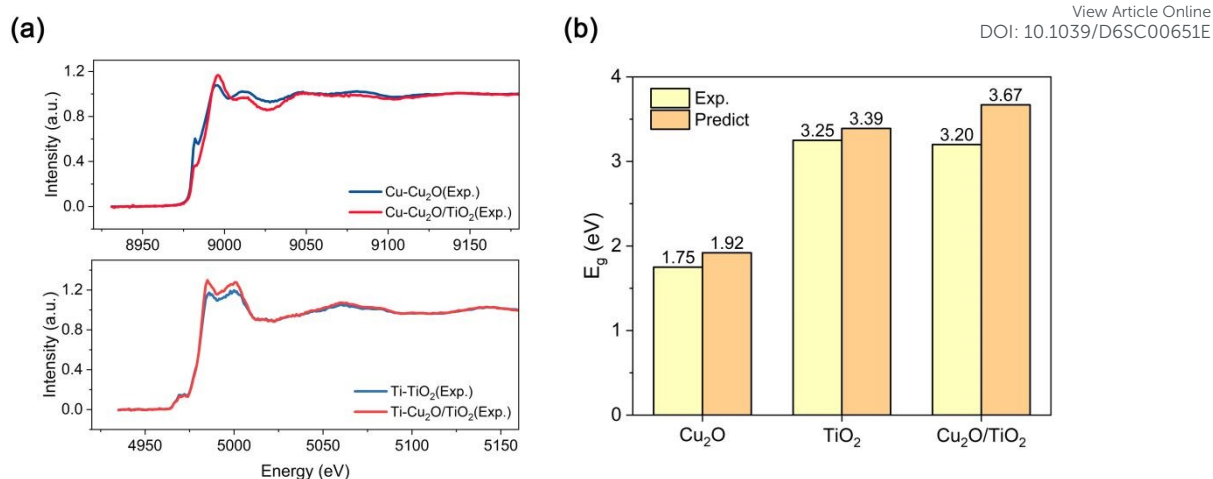 View Article Online
DOI: 10.1039/D6SC00651E
(a)
Intensity (a.u.)
1.2
0.8
0.4
0.0
Cu-Cu₂O(Exp.)
Cu-Cu₂O/TiO₂(Exp.)
8950 9000 9050 9100 9150
Intensity (a.u.)
1.2
0.8
0.4
0.0
Ti-TiO₂(Exp.)
Ti-Cu₂O/TiO₂(Exp.)
4950 5000 5050 5100 5150
Energy (eV)
(b)
E_g (eV)
4
3
2
1
0
Exp.
Predict
1.75 1.92
3.25 3.39
3.20 3.67
Cu₂O TiO₂ Cu₂O/TiO₂